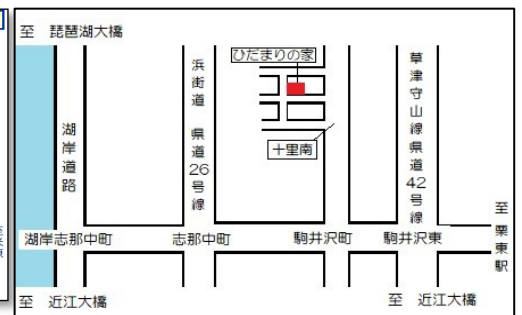 至 琵琶湖大橋
ひだまりの家
浜街道 県道26号線
草津守山線県道42号線
湖岸道路
十里南
至 栗東駅
湖岸志那中町
志那中町
駒井沢町
駒井沢東
至 近江大橋
至 近江大橋